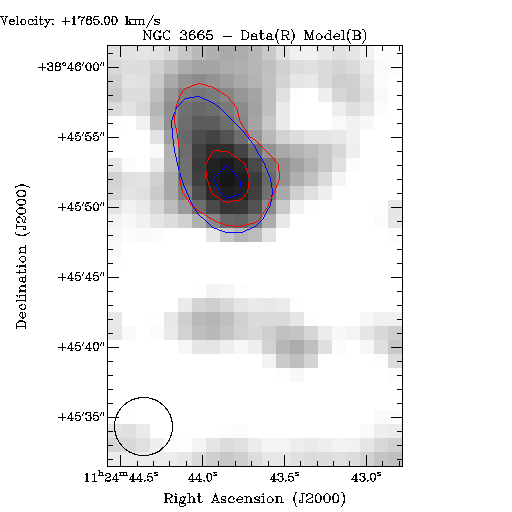 Velocity: +1765.00 km/s
NGC 3665 - Data(R) Model(B)
+38°46'00"
45'55"
45'50"
+45'45"
+45'40"
+45'35"
11h24m44.5s 44.0s 43.5s 43.0s
Right Ascension (J2000)
Declination (J2000)